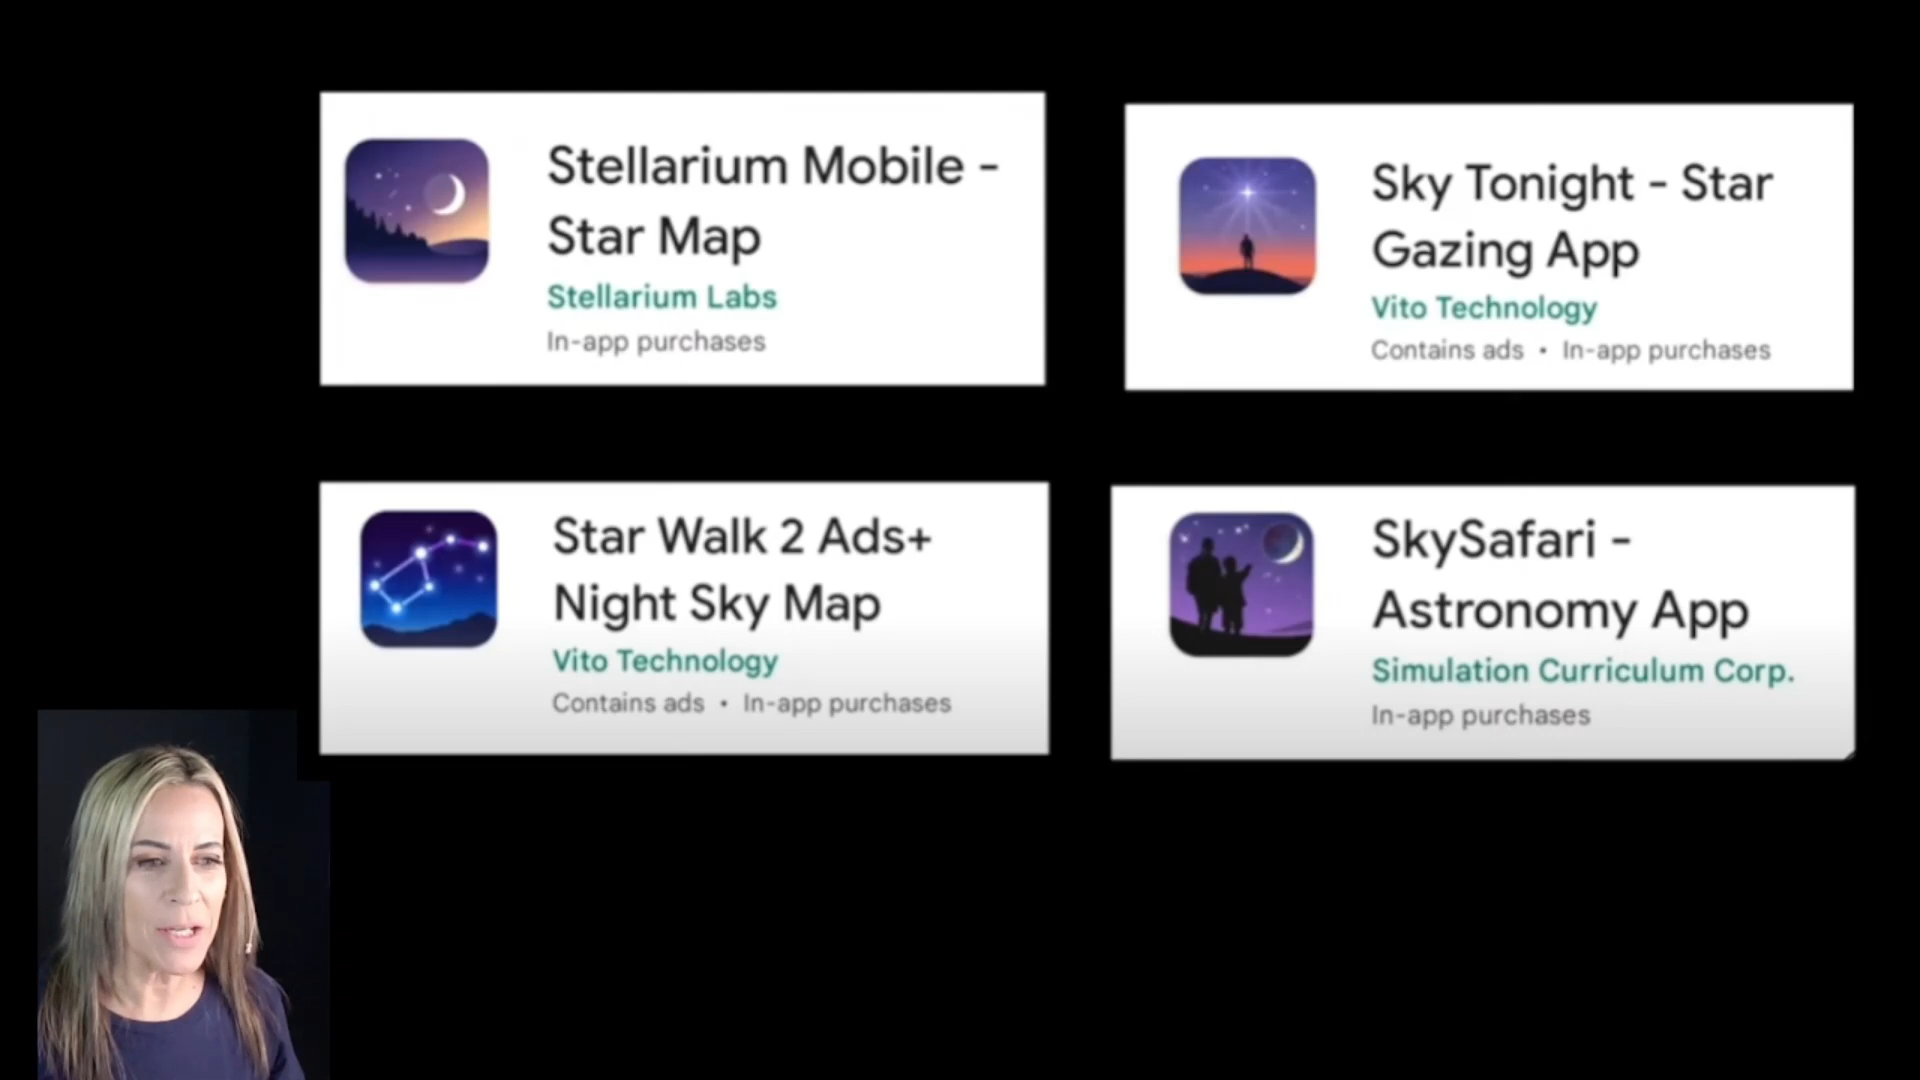 Stellarium Mobile -
Star Map
Stellarium Labs
In-app purchases
Sky Tonight - Star
Gazing App
Vito Technology
Contains ads • In-app purchases
Star Walk 2 Ads+
Night Sky Map
Vito Technology
Contains ads • In-app purchases
SkySafari -
Astronomy App
Simulation Curriculum Corp.
In-app purchases